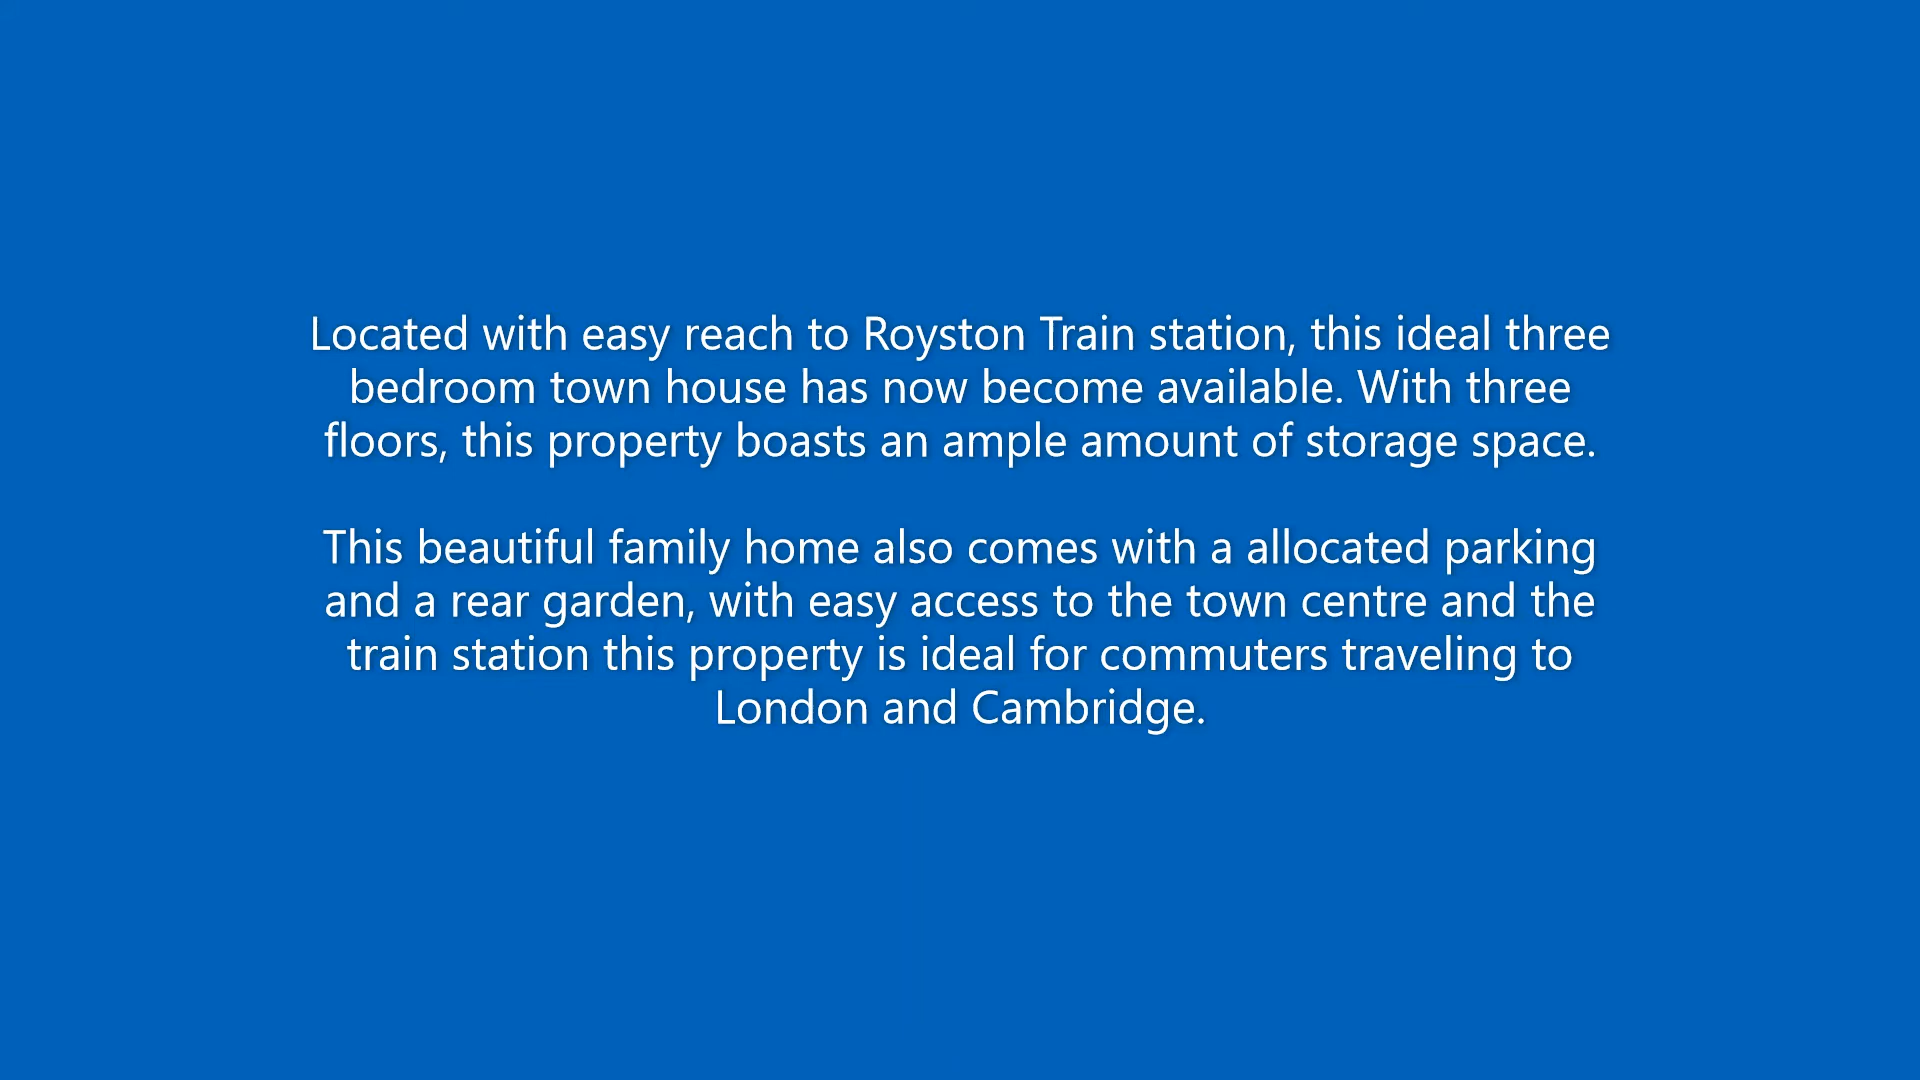 Located with easy reach to Royston Train station, this ideal three
bedroom town house has now become available. With three
floors, this property boasts an ample amount of storage space.
This beautiful family home also comes with a allocated parking
and a rear garden, with easy access to the town centre and the
train station this property is ideal for commuters traveling to
London and Cambridge.